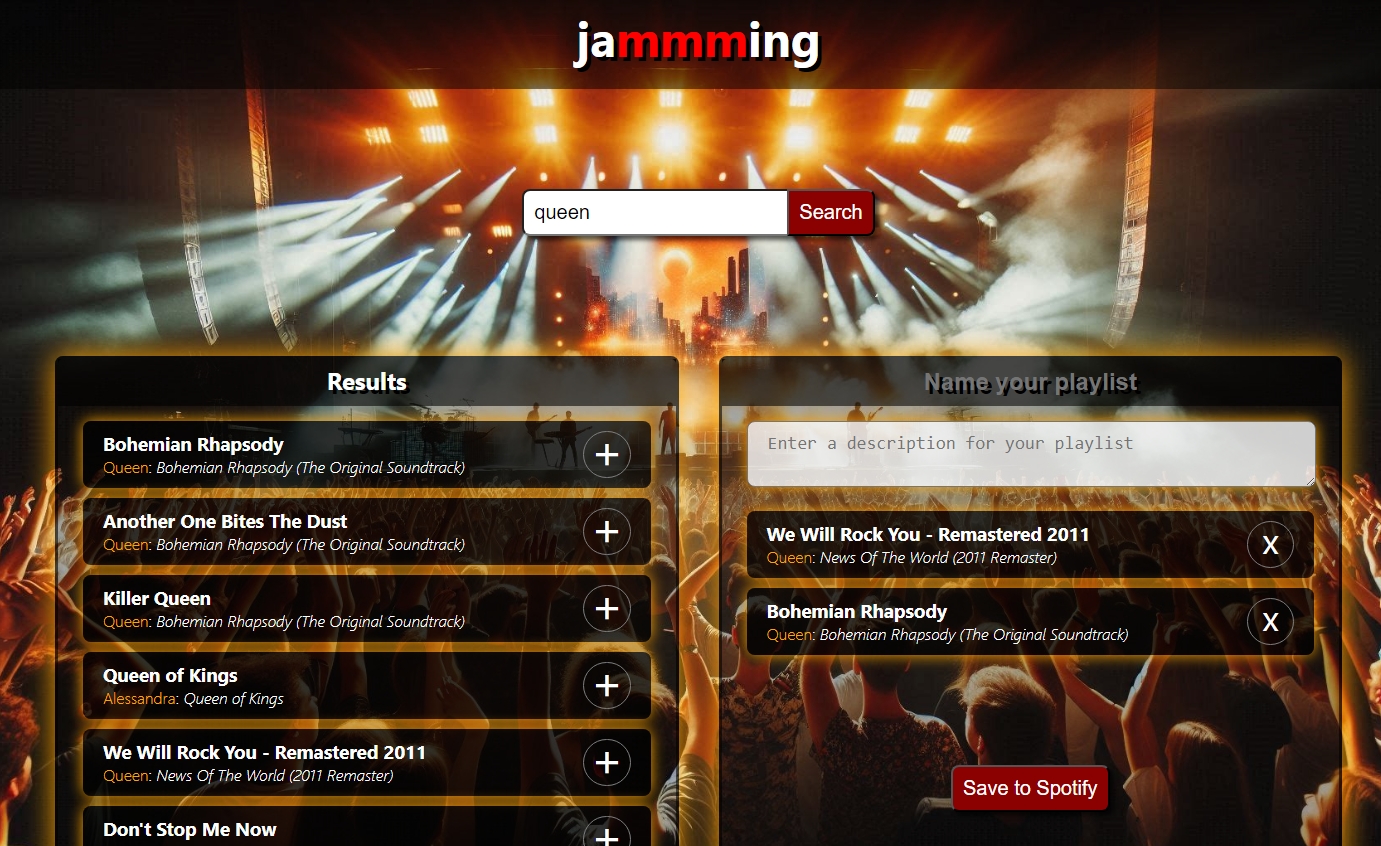 jammming
queen
Search
Results
Bohemian Rhapsody
Queen: Bohemian Rhapsody (The Original Soundtrack)
+
Another One Bites The Dust
Queen: Bohemian Rhapsody (The Original Soundtrack)
+
Killer Queen
Queen: Bohemian Rhapsody (The Original Soundtrack)
+
Queen of Kings
Alessandra: Queen of Kings
+
We Will Rock You - Remastered 2011
Queen: News Of The World (2011 Remaster)
+
Don't Stop Me Now
+
Name your playlist
Enter a description for your playlist
We Will Rock You - Remastered 2011
Queen: News Of The World (2011 Remaster)
X
Bohemian Rhapsody
Queen: Bohemian Rhapsody (The Original Soundtrack)
X
Save to Spotify